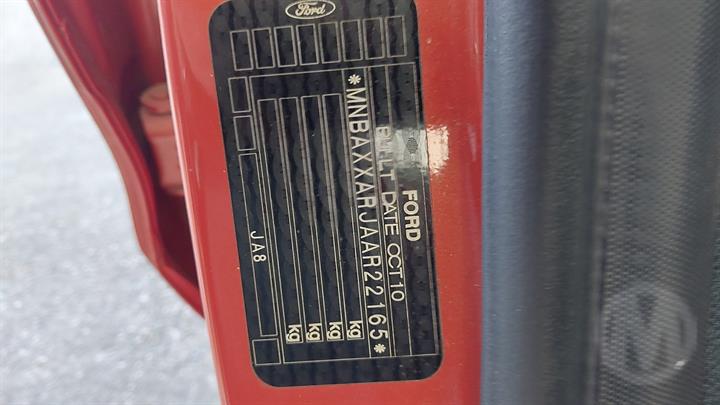 Ford
FORD
BUILT DATE OCT10
*MNBAXXARJAAR22165*
kg
kg
kg
kg
JA8